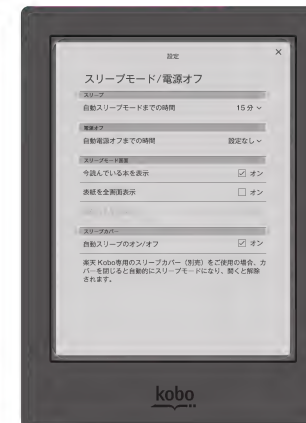 設定
×
スリープモード/電源オフ
スリープ
自動スリープモードまでの時間 15分
電源オフ
自動電源オフまでの時間 設定なし
スリープモード画面
今読んでいる本を表示 オン
表紙を全画面表示 オン
スリープカバー
自動スリープのオン/オフ オン
楽天 Kobo専用のスリープカバー（別売）をご使用の場合、カ
バーを閉じると自動的にスリープモードになり、開くと解除
されます。
kobo